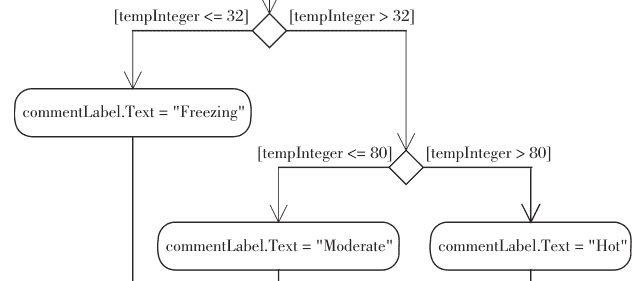 [tempInteger <= 32] [tempInteger > 32]
commentLabel.Text = "Freezing"
[tempInteger <= 80] [tempInteger > 80]
commentLabel.Text = "Moderate" commentLabel.Text = "Hot"